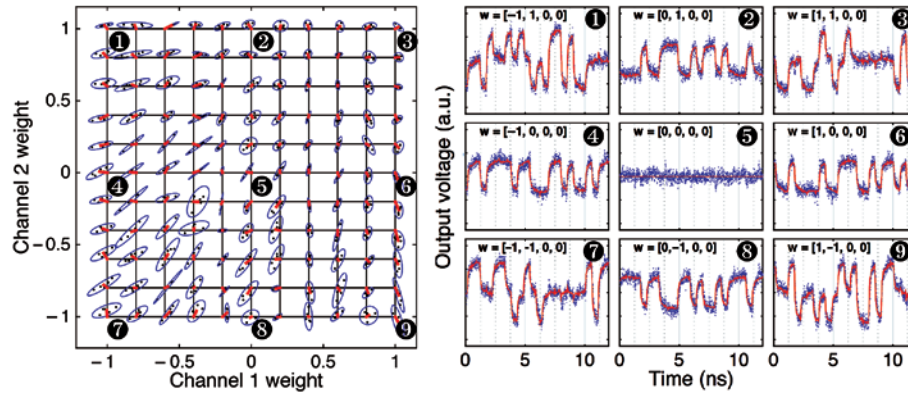 1
0.5
0
−0.5
−1
−1
−0.5
0
0.5
1
Channel 2 weight
Channel 1 weight
1
2
3
4
5
6
7
8
9
Output voltage (a.u.)
w = [−1, 1, 0, 0]
1
w = [0, 1, 0, 0]
2
w = [1, 1, 0, 0]
3
w = [−1, 0, 0, 0]
4
w = [0, 0, 0, 0]
5
w = [1, 0, 0, 0]
6
w = [−1, −1, 0, 0]
7
w = [0, −1, 0, 0]
8
w = [1, −1, 0, 0]
9
0 5 10 0 5 10 0 5 10
Time (ns)